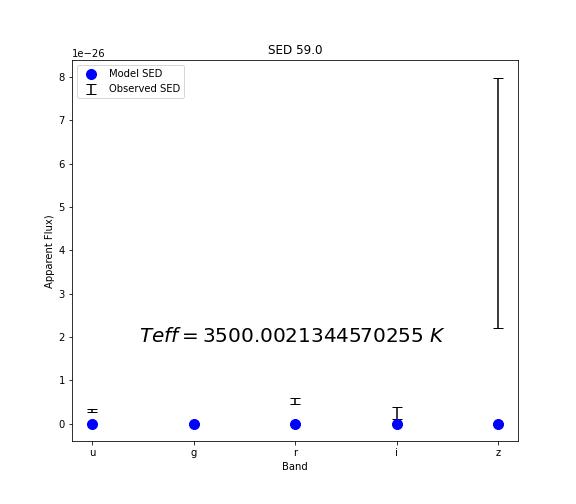 SED 59.0
1e−26
Model SED
Observed SED
8
7
6
5
4
3
2
1
0
Apparent Flux)
Teff = 3500.0021344570255 K
u g r i z
Band